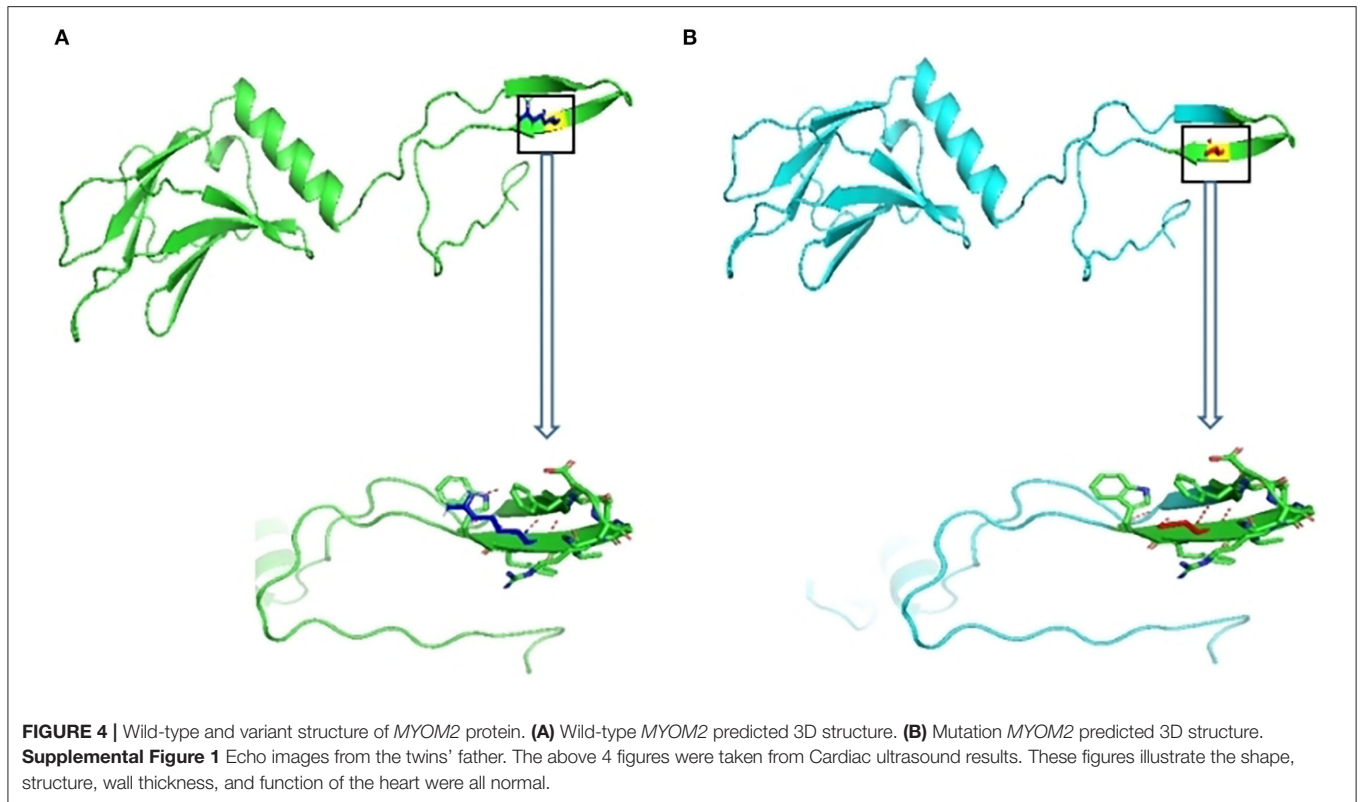 A
B
FIGURE 4 | Wild-type and variant structure of MYOM2 protein. (A) Wild-type MYOM2 predicted 3D structure. (B) Mutation MYOM2 predicted 3D structure.
Supplemental Figure 1 Echo images from the twins' father. The above 4 figures were taken from Cardiac ultrasound results. These figures illustrate the shape,
structure, wall thickness, and function of the heart were all normal.